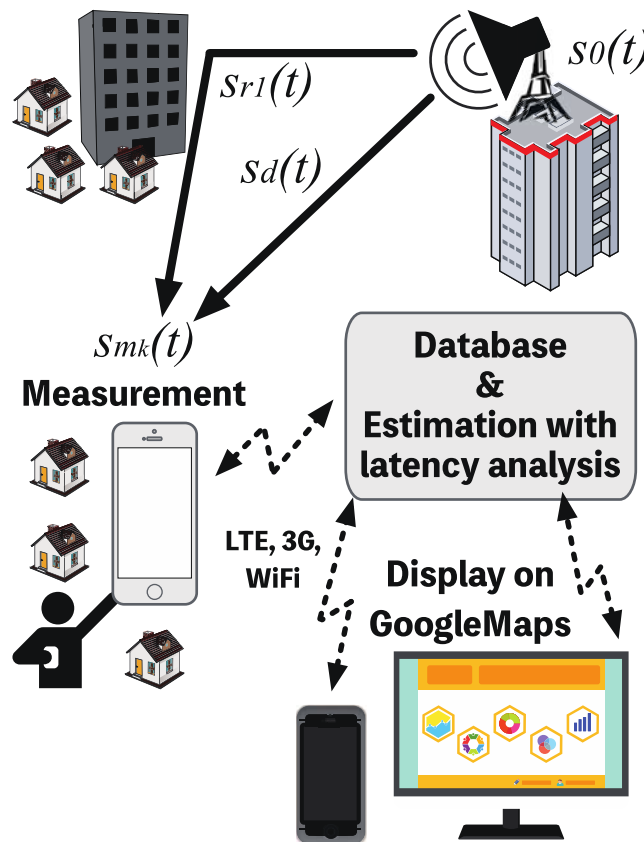 s0(t)
sr1(t)
sd(t)
smk(t)
Measurement
Database
&
Estimation with
latency analysis
LTE, 3G,
WiFi
Display on
GoogleMaps